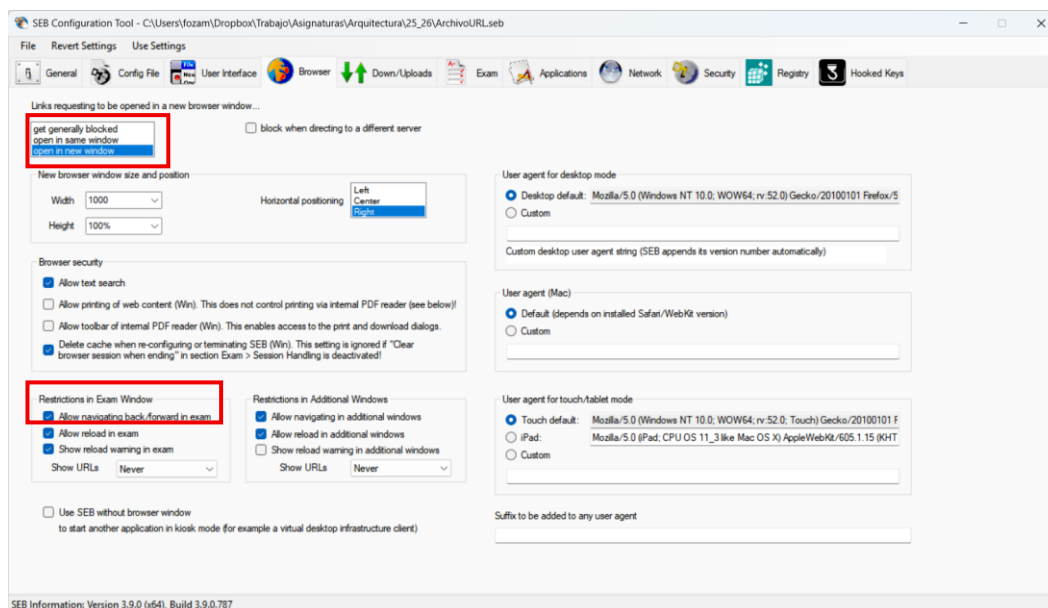 SEB Configuration Tool - C:\Users\fozam\Dropbox\Trabajo\Asignaturas\Arquitectura\25_26\ArchivoURL.seb
File Revert Settings Use Settings
General Config File User Interface Browser Down/Uploads Exam Applications Network Security Registry Hooked Keys
Links requesting to be opened in a new browser window...
get generally blocked
open in same window
open in new window
block when directing to a different server
New browser window size and position
Width 1000
Height 100%
Horizontal positioning
Left
Center
Right
Browser security
Allow text search
Allow printing of web content (Win). This does not control printing via internal PDF reader (see below)!
Allow toolbar of internal PDF reader (Win). This enables access to the print and download dialogs.
Delete cache when re-configuring or terminating SEB (Win). This setting is ignored if "Clear
browser session when ending" in section Exam > Session Handling is deactivated!
Restrictions in Exam Window
Allow navigating back/forward in exam
Allow reload in exam
Show reload warning in exam
Show URLs Never
Restrictions in Additional Windows
Allow navigating in additional windows
Allow reload in additional windows
Show reload warning in additional windows
Show URLs Never
Use SEB without browser window
to start another application in kiosk mode (for example a virtual desktop infrastructure client)
User agent for desktop mode
Desktop default: Mozilla/5.0 (Windows NT 10.0; WOW64; rv:52.0) Gecko/20100101 Firefox/5
Custom
Custom desktop user agent string (SEB appends its version number automatically)
User agent (Mac)
Default (depends on installed Safari/WebKit version)
Custom
User agent for touch/tablet mode
Touch default: Mozilla/5.0 (Windows NT 10.0; WOW64; rv:52.0; Touch) Gecko/20100101 F
iPad: Mozilla/5.0 (iPad; CPU OS 11_3 like Mac OS X) AppleWebKit/605.1.15 (KHT
Custom
Suffix to be added to any user agent
SEB Information: Version 3.9.0 (x64), Build 3.9.0.787